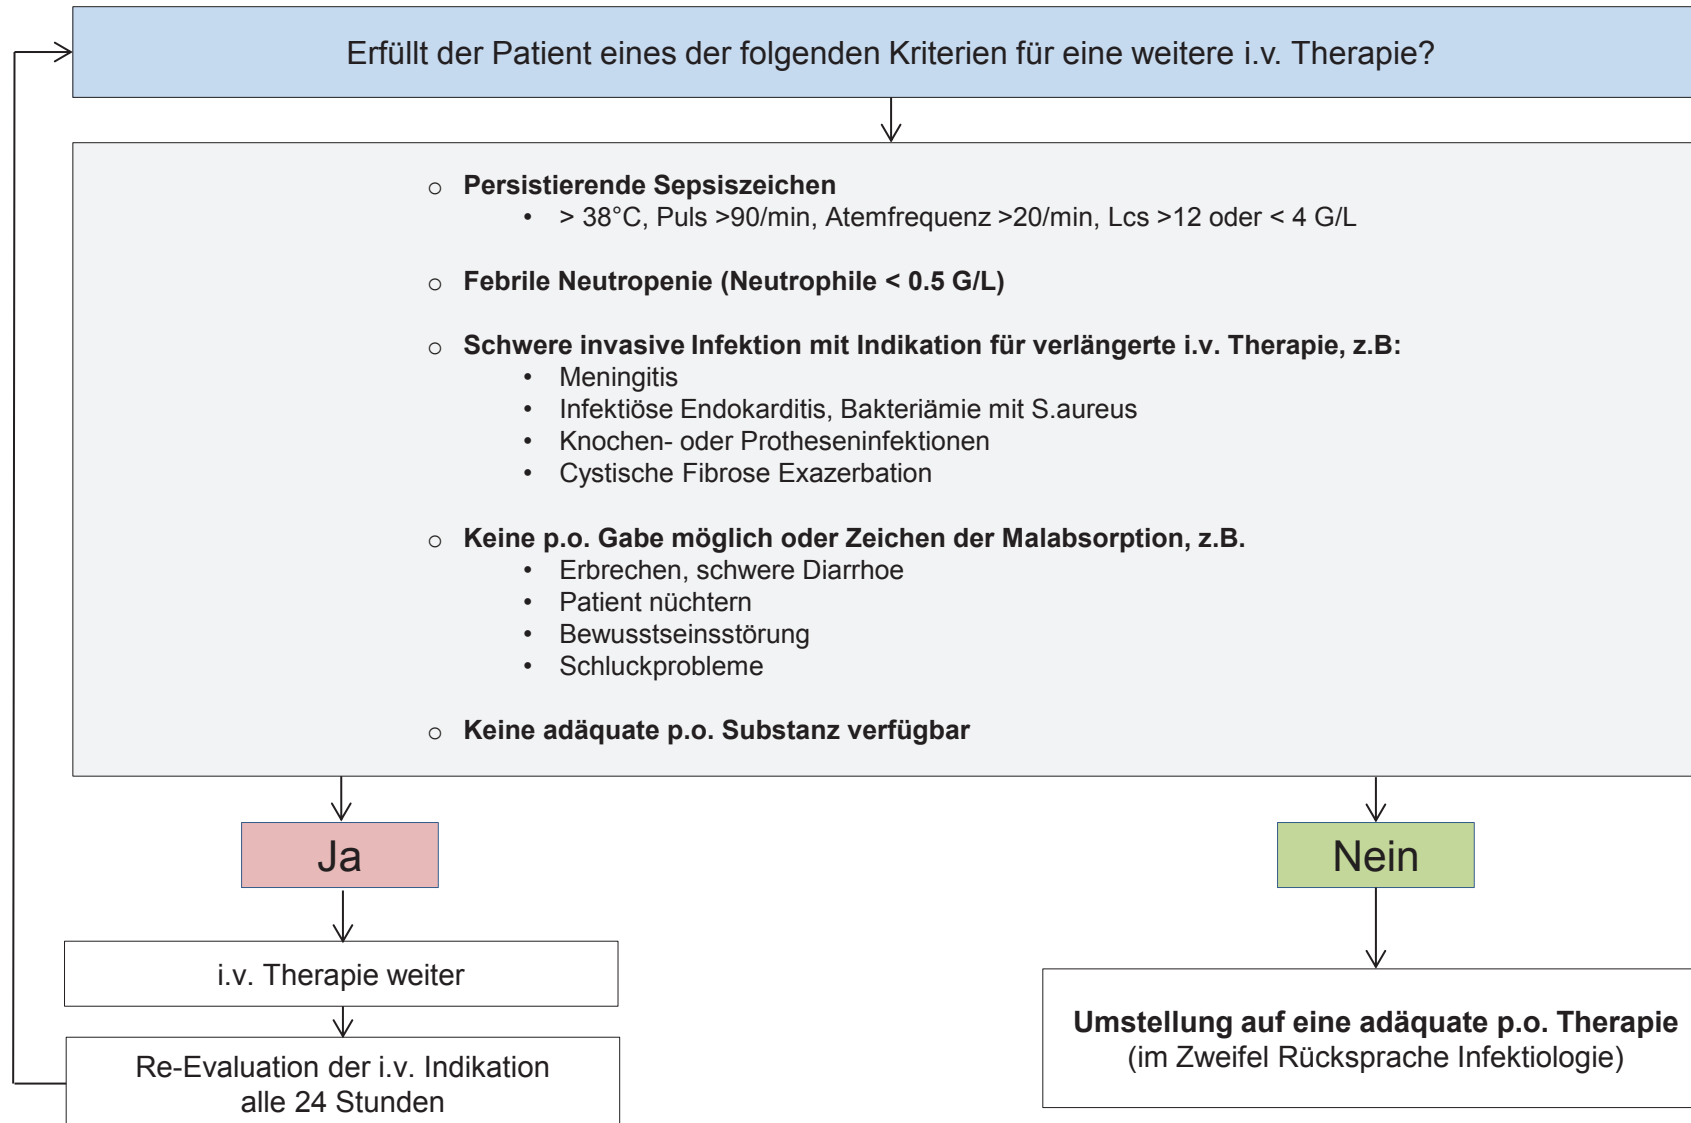 Erfüllt der Patient eines der folgenden Kriterien für eine weitere i.v. Therapie?
○ Persistierende Sepsiszeichen
• > 38°C, Puls >90/min, Atemfrequenz >20/min, Lcs >12 oder < 4 G/L
○ Febrile Neutropenie (Neutrophile < 0.5 G/L)
○ Schwere invasive Infektion mit Indikation für verlängerte i.v. Therapie, z.B:
• Meningitis
• Infektiöse Endokarditis, Bakteriämie mit S.aureus
• Knochen- oder Protheseninfektionen
• Cystische Fibrose Exazerbation
○ Keine p.o. Gabe möglich oder Zeichen der Malabsorption, z.B.
• Erbrechen, schwere Diarrhoe
• Patient nüchtern
• Bewusstseinsstörung
• Schluckprobleme
○ Keine adäquate p.o. Substanz verfügbar
Ja
Nein
i.v. Therapie weiter
Re-Evaluation der i.v. Indikation
alle 24 Stunden
Umstellung auf eine adäquate p.o. Therapie
(im Zweifel Rücksprache Infektiologie)